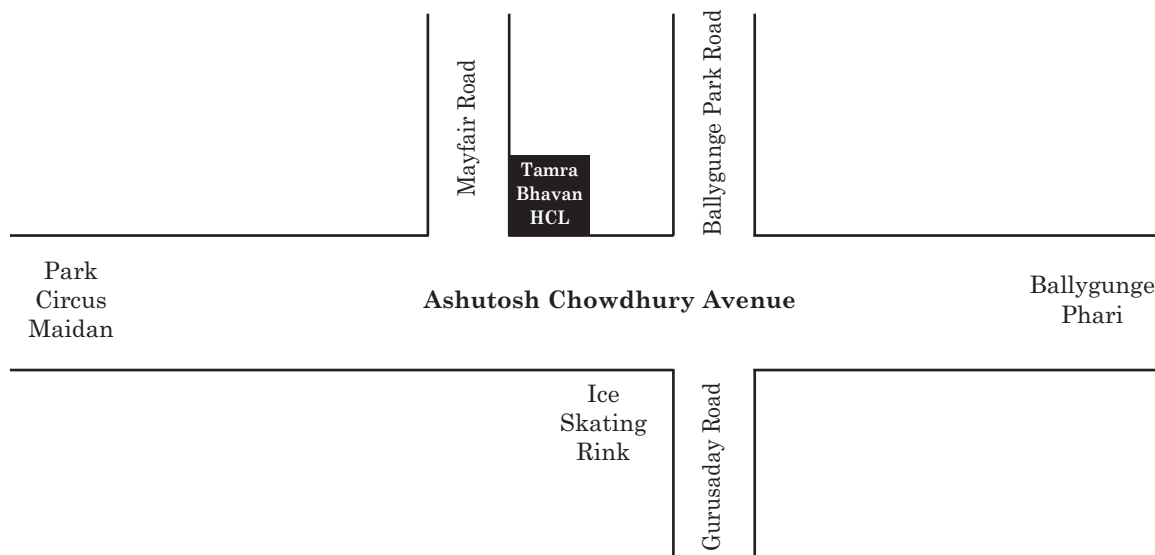 Mayfair Road
Ballygunge Park Road
Tamra
Bhavan
HCL
Park
Circus
Maidan
Ashutosh Chowdhury Avenue
Ballygunge
Phari
Ice
Skating
Rink
Gurusaday Road